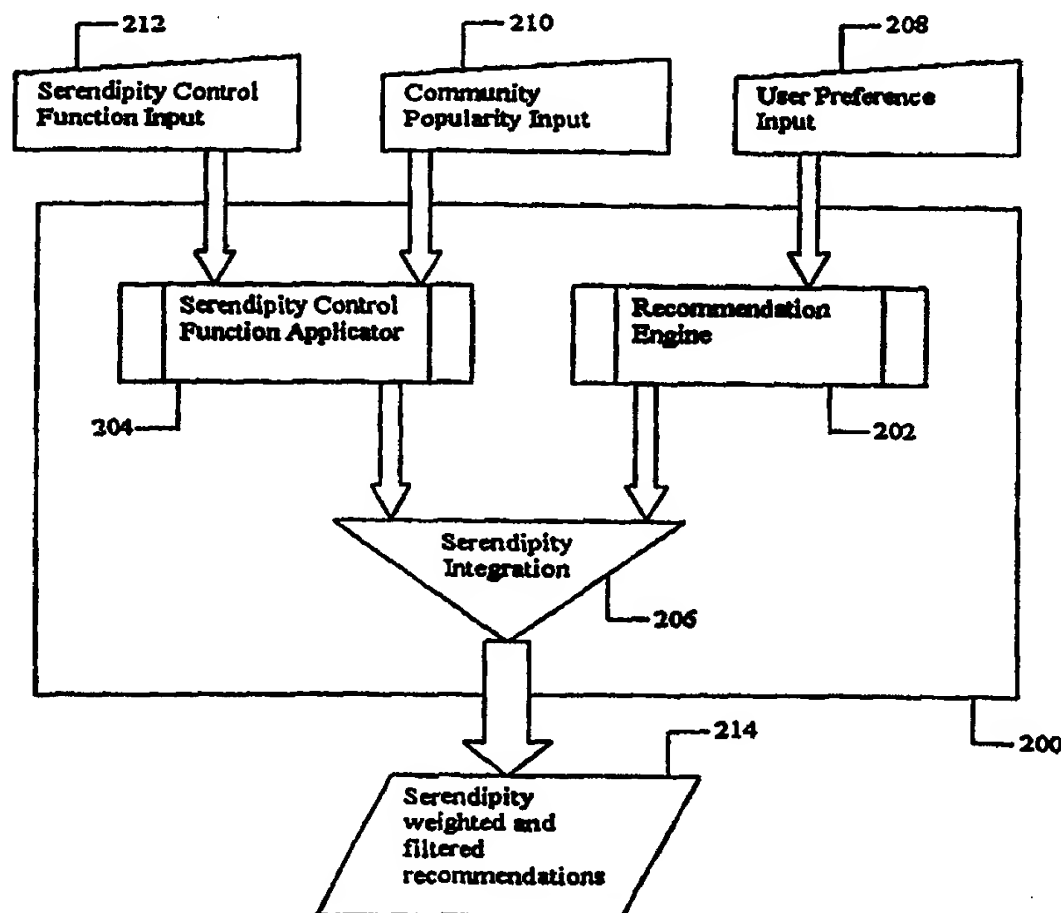 212
210
208
Serendipity Control
Function Input
Community
Popularity Input
User Preference
Input
Serendipity Control
Function Applicator
Recommendation
Engine
204
202
Serendipity
Integration
206
200
214
Serendipity
weighted and
filtered
recommendations